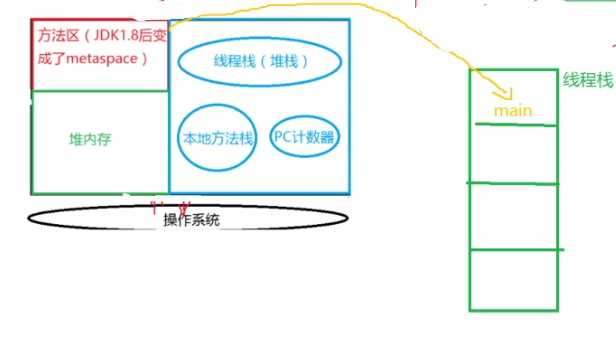 方法区（JDK1.8后变
成了metaspace）
线程栈（堆栈）
堆内存
本地方法栈
PC计数器
操作系统
线程栈
main